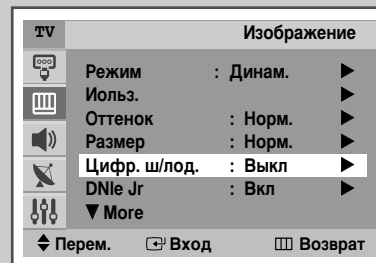 TV Изображение
Режим : Динам.
Иольз.
Оттенок : Норм.
Размер : Норм.
Цифр. ш/лод. : Выкл
DNIe Jr : Вкл
▼ More
Перем. Вход Возврат